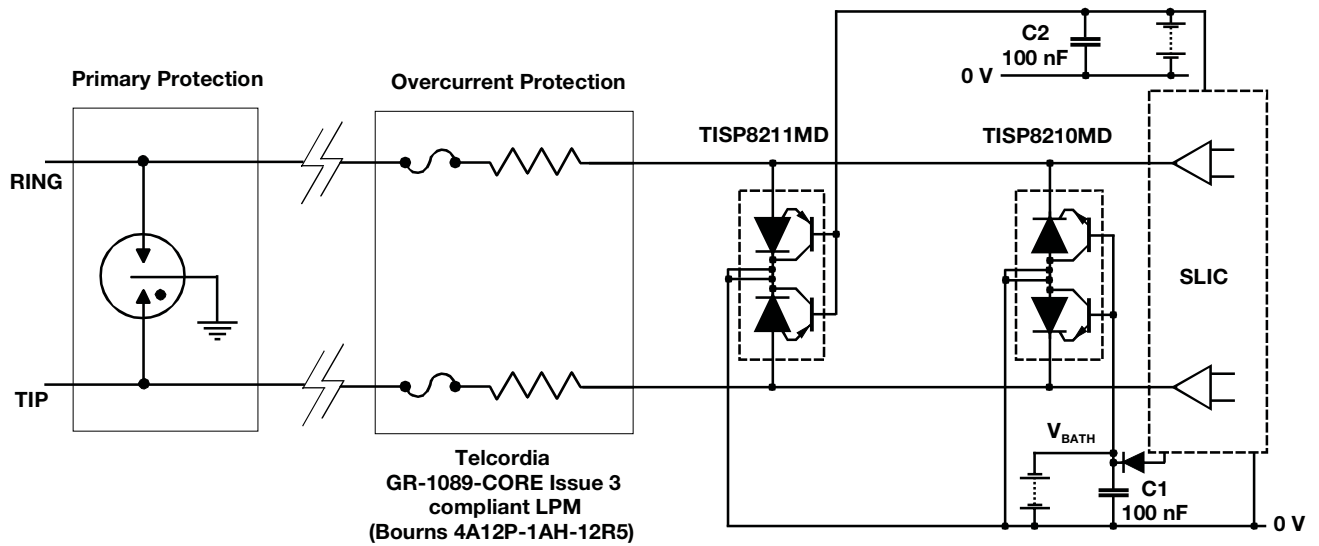 C2
100 nF
0 V
Primary Protection
Overcurrent Protection
TISP8211MD
TISP8210MD
RING
SLIC
TIP
VBATH
Telcordia
GR-1089-CORE Issue 3
compliant LPM
(Bourns 4A12P-1AH-12R5)
C1
100 nF
0 V